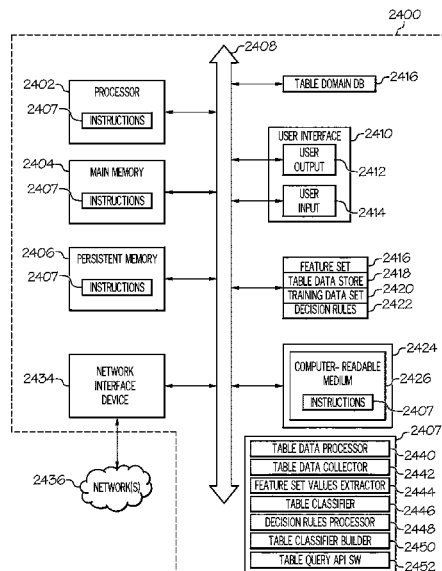 2400
2408
2402
PROCESSOR
2407
INSTRUCTIONS
TABLE DOMAIN DB
2416
USER INTERFACE
2410
USER OUTPUT
2412
USER INPUT
2414
2404
MAIN MEMORY
2407
INSTRUCTIONS
2406
PERSISTENT MEMORY
2407
INSTRUCTIONS
FEATURE SET
2416
TABLE DATA STORE
2418
TRAINING DATA SET
2420
DECISION RULES
2422
2434
NETWORK INTERFACE DEVICE
2424
COMPUTER-READABLE MEDIUM
2426
INSTRUCTIONS
2407
2436
NETWORK(S)
2407
TABLE DATA PROCESSOR
2440
TABLE DATA COLLECTOR
2442
FEATURE SET VALUES EXTRACTOR
2444
TABLE CLASSIFIER
2446
DECISION RULES PROCESSOR
2448
TABLE CLASSIFIER BUILDER
2450
TABLE QUERY API SW
2452